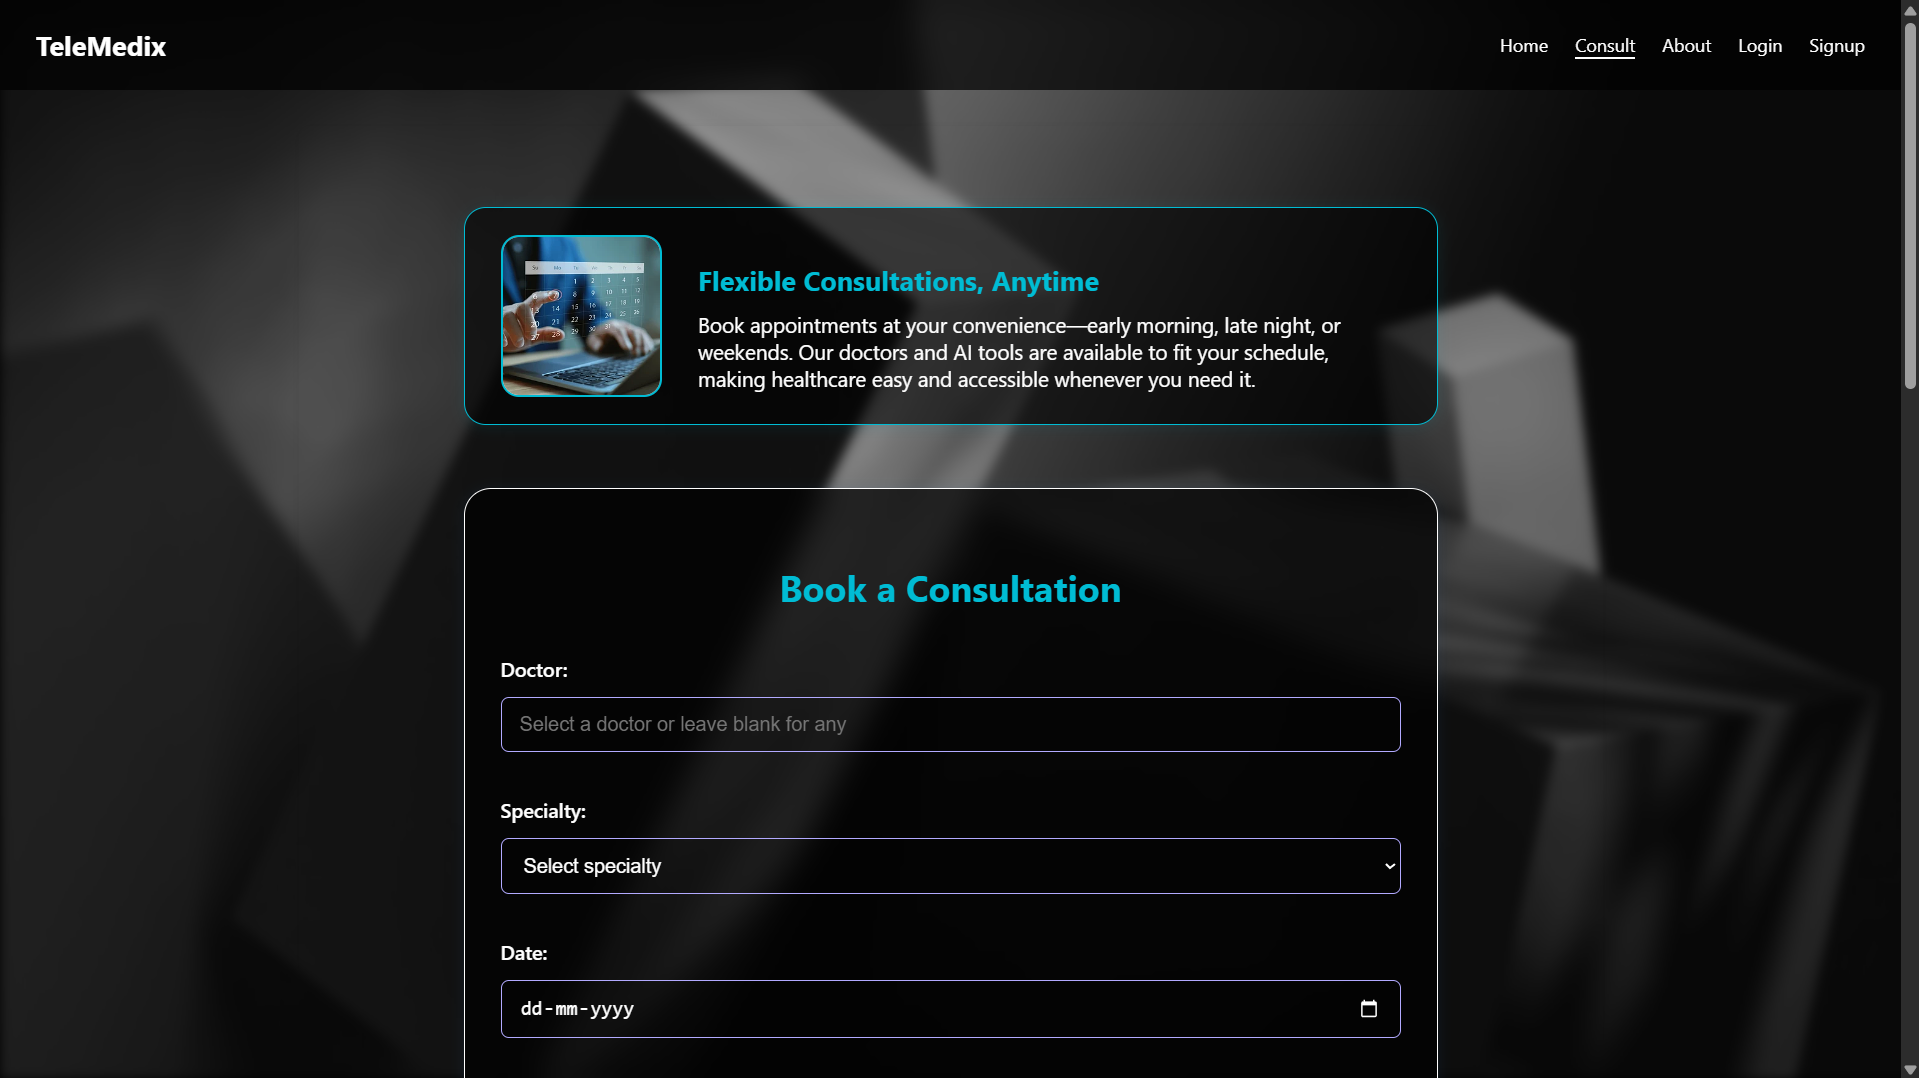 TeleMedix
Home Consult About Login Signup
Flexible Consultations, Anytime
Book appointments at your convenience—early morning, late night, or
weekends. Our doctors and AI tools are available to fit your schedule,
making healthcare easy and accessible whenever you need it.
Book a Consultation
Doctor:
Select a doctor or leave blank for any
Specialty:
Select specialty
Date:
dd-mm-yyyy